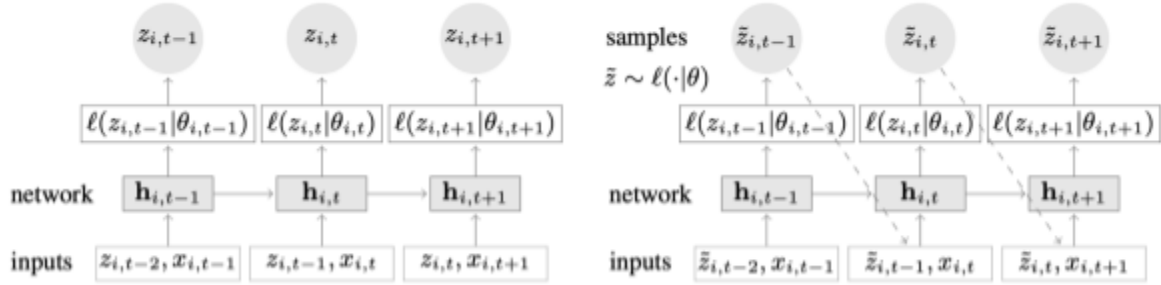 z_{i,t−1} z_{i,t} z_{i,t+1}
ℓ(z_{i,t−1}|θ_{i,t−1}) ℓ(z_{i,t}|θ_{i,t}) ℓ(z_{i,t+1}|θ_{i,t+1})
network h_{i,t−1} h_{i,t} h_{i,t+1}
inputs z_{i,t−2}, x_{i,t−1} z_{i,t−1}, x_{i,t} z_{i,t}, x_{i,t+1}
samples z̃_{i,t−1} z̃_{i,t} z̃_{i,t+1}
z̃ ∼ ℓ(·|θ)
ℓ(z_{i,t−1}|θ_{i,t−1}) ℓ(z_{i,t}|θ_{i,t}) ℓ(z_{i,t+1}|θ_{i,t+1})
network h_{i,t−1} h_{i,t} h_{i,t+1}
inputs z̃_{i,t−2}, x_{i,t−1} z̃_{i,t−1}, x_{i,t} z̃_{i,t}, x_{i,t+1}